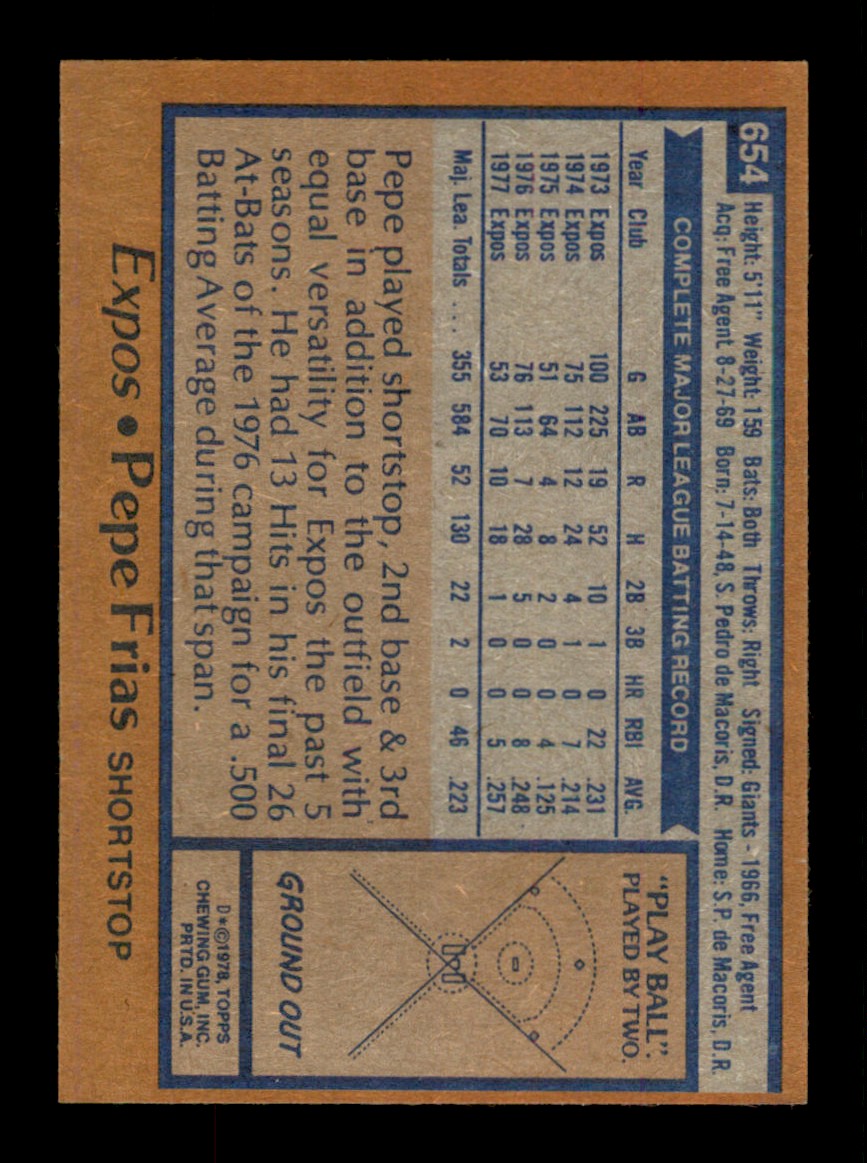 654
Height: 5'11" Weight: 159 Bats: Both Throws: Right Signed: Giants - 1966, Free Agent
Acq: Free Agent 8-27-69 Born: 7-14-48, S. Pedro de Macoris, D.R. Home: S.P. de Macoris, D.R.
COMPLETE MAJOR LEAGUE BATTING RECORD
Year Club G AB R H 2B 3B HR RBI AVG.
1973 Expos 100 225 19 52 10 1 0 22 .231
1974 Expos 75 112 12 24 4 1 0 7 .214
1975 Expos 51 64 4 8 2 0 0 4 .125
1976 Expos 76 113 7 28 5 0 0 8 .248
1977 Expos 53 70 10 18 1 0 0 5 .257
Maj. Lea. Totals . . . 355 584 52 130 22 2 0 46 .223
Pepe played shortstop, 2nd base & 3rd
base in addition to the outfield with
equal versatility for Expos the past 5
seasons. He had 13 Hits in his final 26
At-Bats of the 1976 campaign for a .500
Batting Average during that span.
"PLAY BALL".
PLAYED BY TWO.
GROUND OUT
D*©1978, TOPPS
CHEWING GUM, INC.
PRTD. IN U.S.A.
Expos • Pepe Frias SHORTSTOP